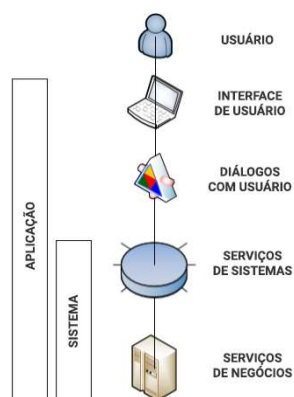 USUÁRIO
INTERFACE
DE USUÁRIO
DIÁLOGOS
COM USUÁRIO
SERVIÇOS
DE SISTEMAS
SERVIÇOS
DE NEGÓCIOS
APLICAÇÃO
SISTEMA